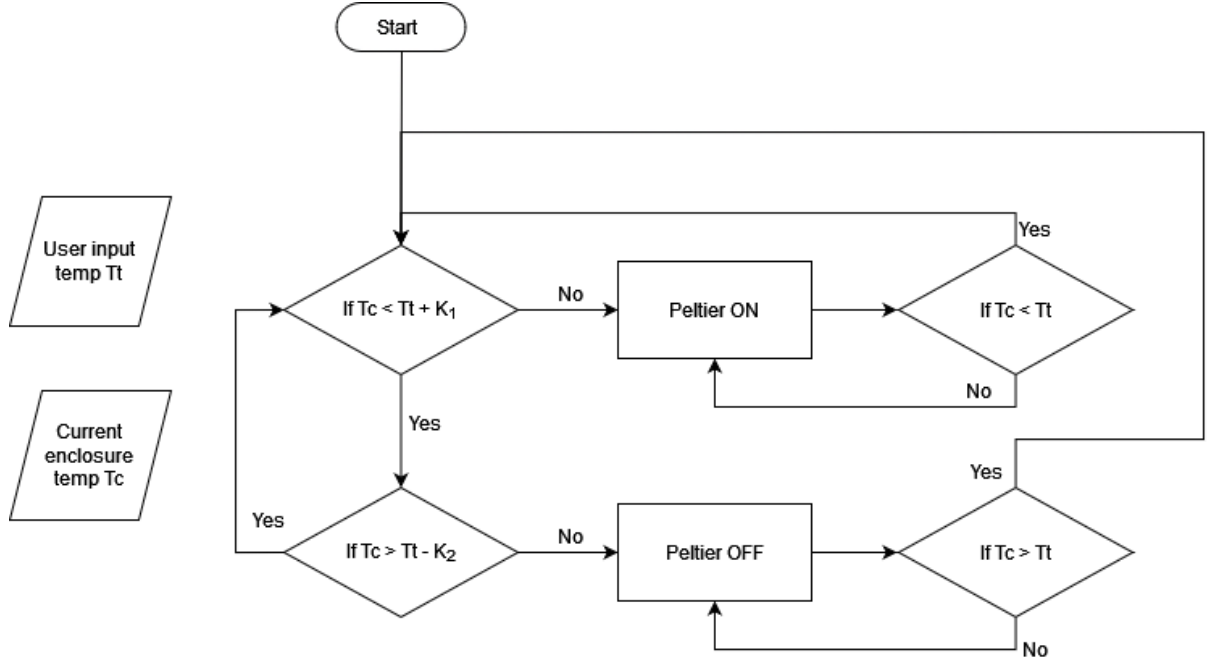 Start
User input
temp Tt
If Tc < Tt + K₁
No
Peltier ON
If Tc < Tt
Yes
No
Yes
Current
enclosure
temp Tc
If Tc > Tt - K₂
Yes
No
Peltier OFF
If Tc > Tt
Yes
No